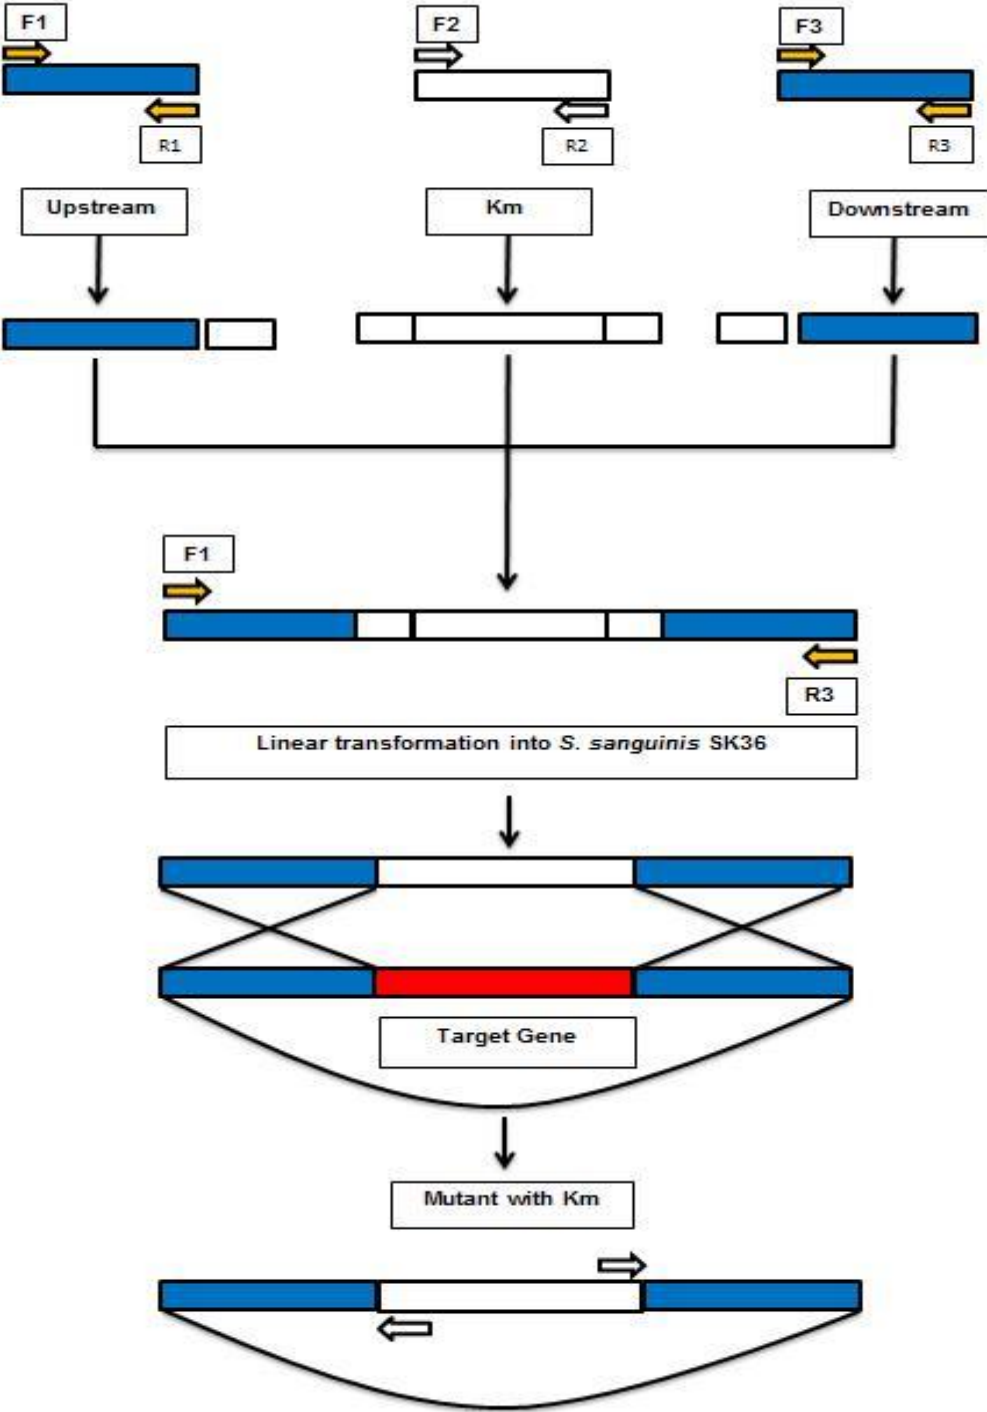 F1
F2
F3
R1
R2
R3
Upstream
Km
Downstream
F1
R3
Linear transformation into S. sanguinis SK36
Target Gene
Mutant with Km